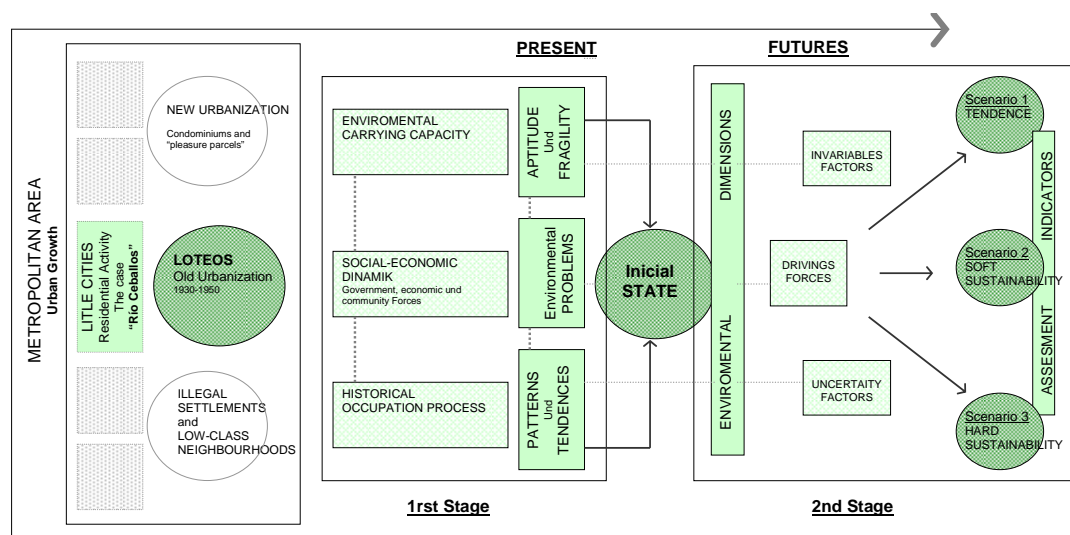 PRESENT
FUTURES
METROPOLITAN AREA
Urban Growth
LITLE CITIES
Residential Activity
The case
“Río Ceballos”
NEW URBANIZATION
Condominiums and
“pleasure parcels”
LOTEOS
Old Urbanization
1930-1950
ILLEGAL
SETTLEMENTS
and
LOW-CLASS
NEIGHBOURHOODS
ENVIROMENTAL
CARRYING CAPACITY
SOCIAL-ECONOMIC
DINAMIK
Government, economic und
community Forces
HISTORICAL
OCCUPATION PROCESS
APTITUDE
Und
FRAGILITY
Environmental
PROBLEMS
PATTERNS
Und
TENDENCES
Inicial
STATE
1rst Stage
ENVIROMENTAL DIMENSIONS
INVARIABLES
FACTORS
DRIVINGS
FORCES
UNCERTAITY
FACTORS
Scenario 1
TENDENCE
Scenario 2
SOFT
SUSTAINABILITY
Scenario 3
HARD
SUSTAINABILITY
ASSESMENT INDICATORS
2nd Stage